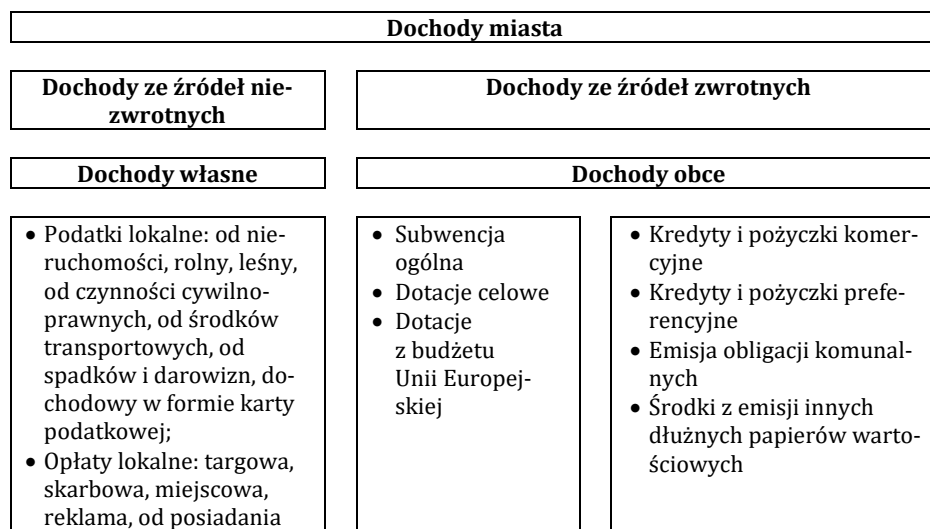 Dochody miasta
Dochody ze źródeł nie-
zwrotnych
Dochody ze źródeł zwrotnych
Dochody własne
Dochody obce
• Podatki lokalne: od nie-
ruchomości, rolny, leśny,
od czynności cywilno-
prawnych, od środków
transportowych, od
spadków i darowizn, do-
chodowy w formie karty
podatkowej;
• Opłaty lokalne: targowa,
skarbowa, miejscowa,
reklama, od posiadania
• Subwencja
ogólna
• Dotacje celowe
• Dotacje
z budżetu
Unii Europej-
skiej
• Kredyty i pożyczki komer-
cyjne
• Kredyty i pożyczki prefe-
rencyjne
• Emisja obligacji komunal-
nych
• Środki z emisji innych
dłużnych papierów warto-
ściowych